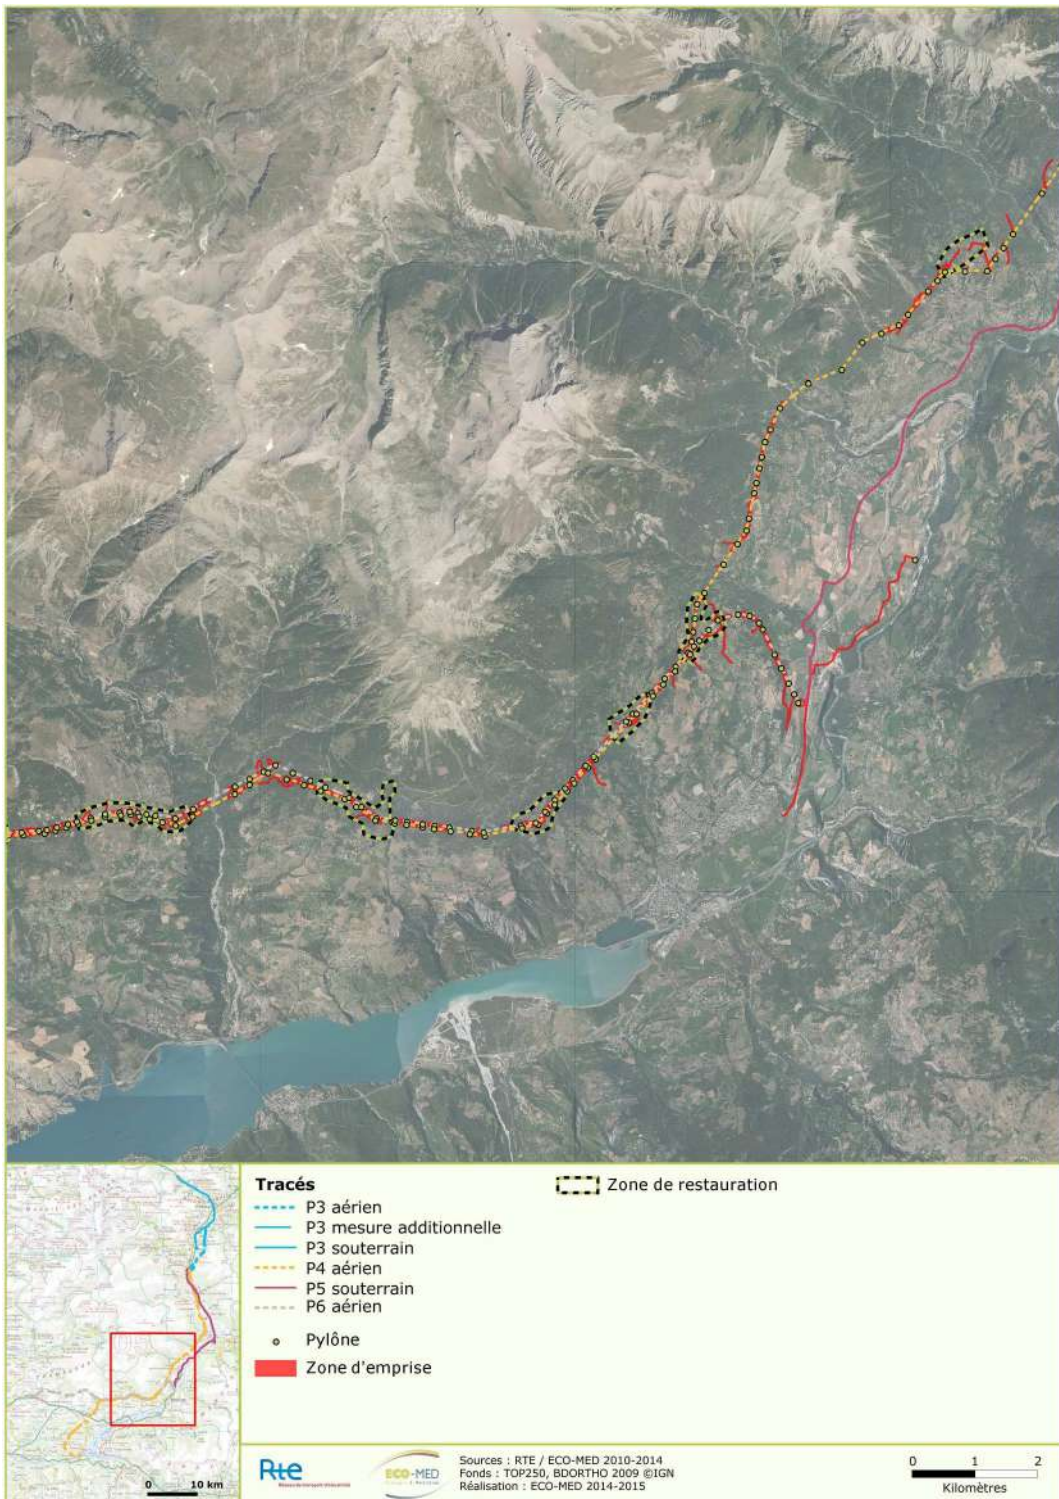 Tracés
P3 aérien
P3 mesure additionnelle
P3 souterrain
P4 aérien
P5 souterrain
P6 aérien
Pylône
Zone d'emprise
Zone de restauration
0 10 km
Rte
ECO-MED
Sources : RTE / ECO-MED 2010-2014
Fonds : TOP250, BDORTHO 2009 ©IGN
Réalisation : ECO-MED 2014-2015
0 1 2
Kilomètres